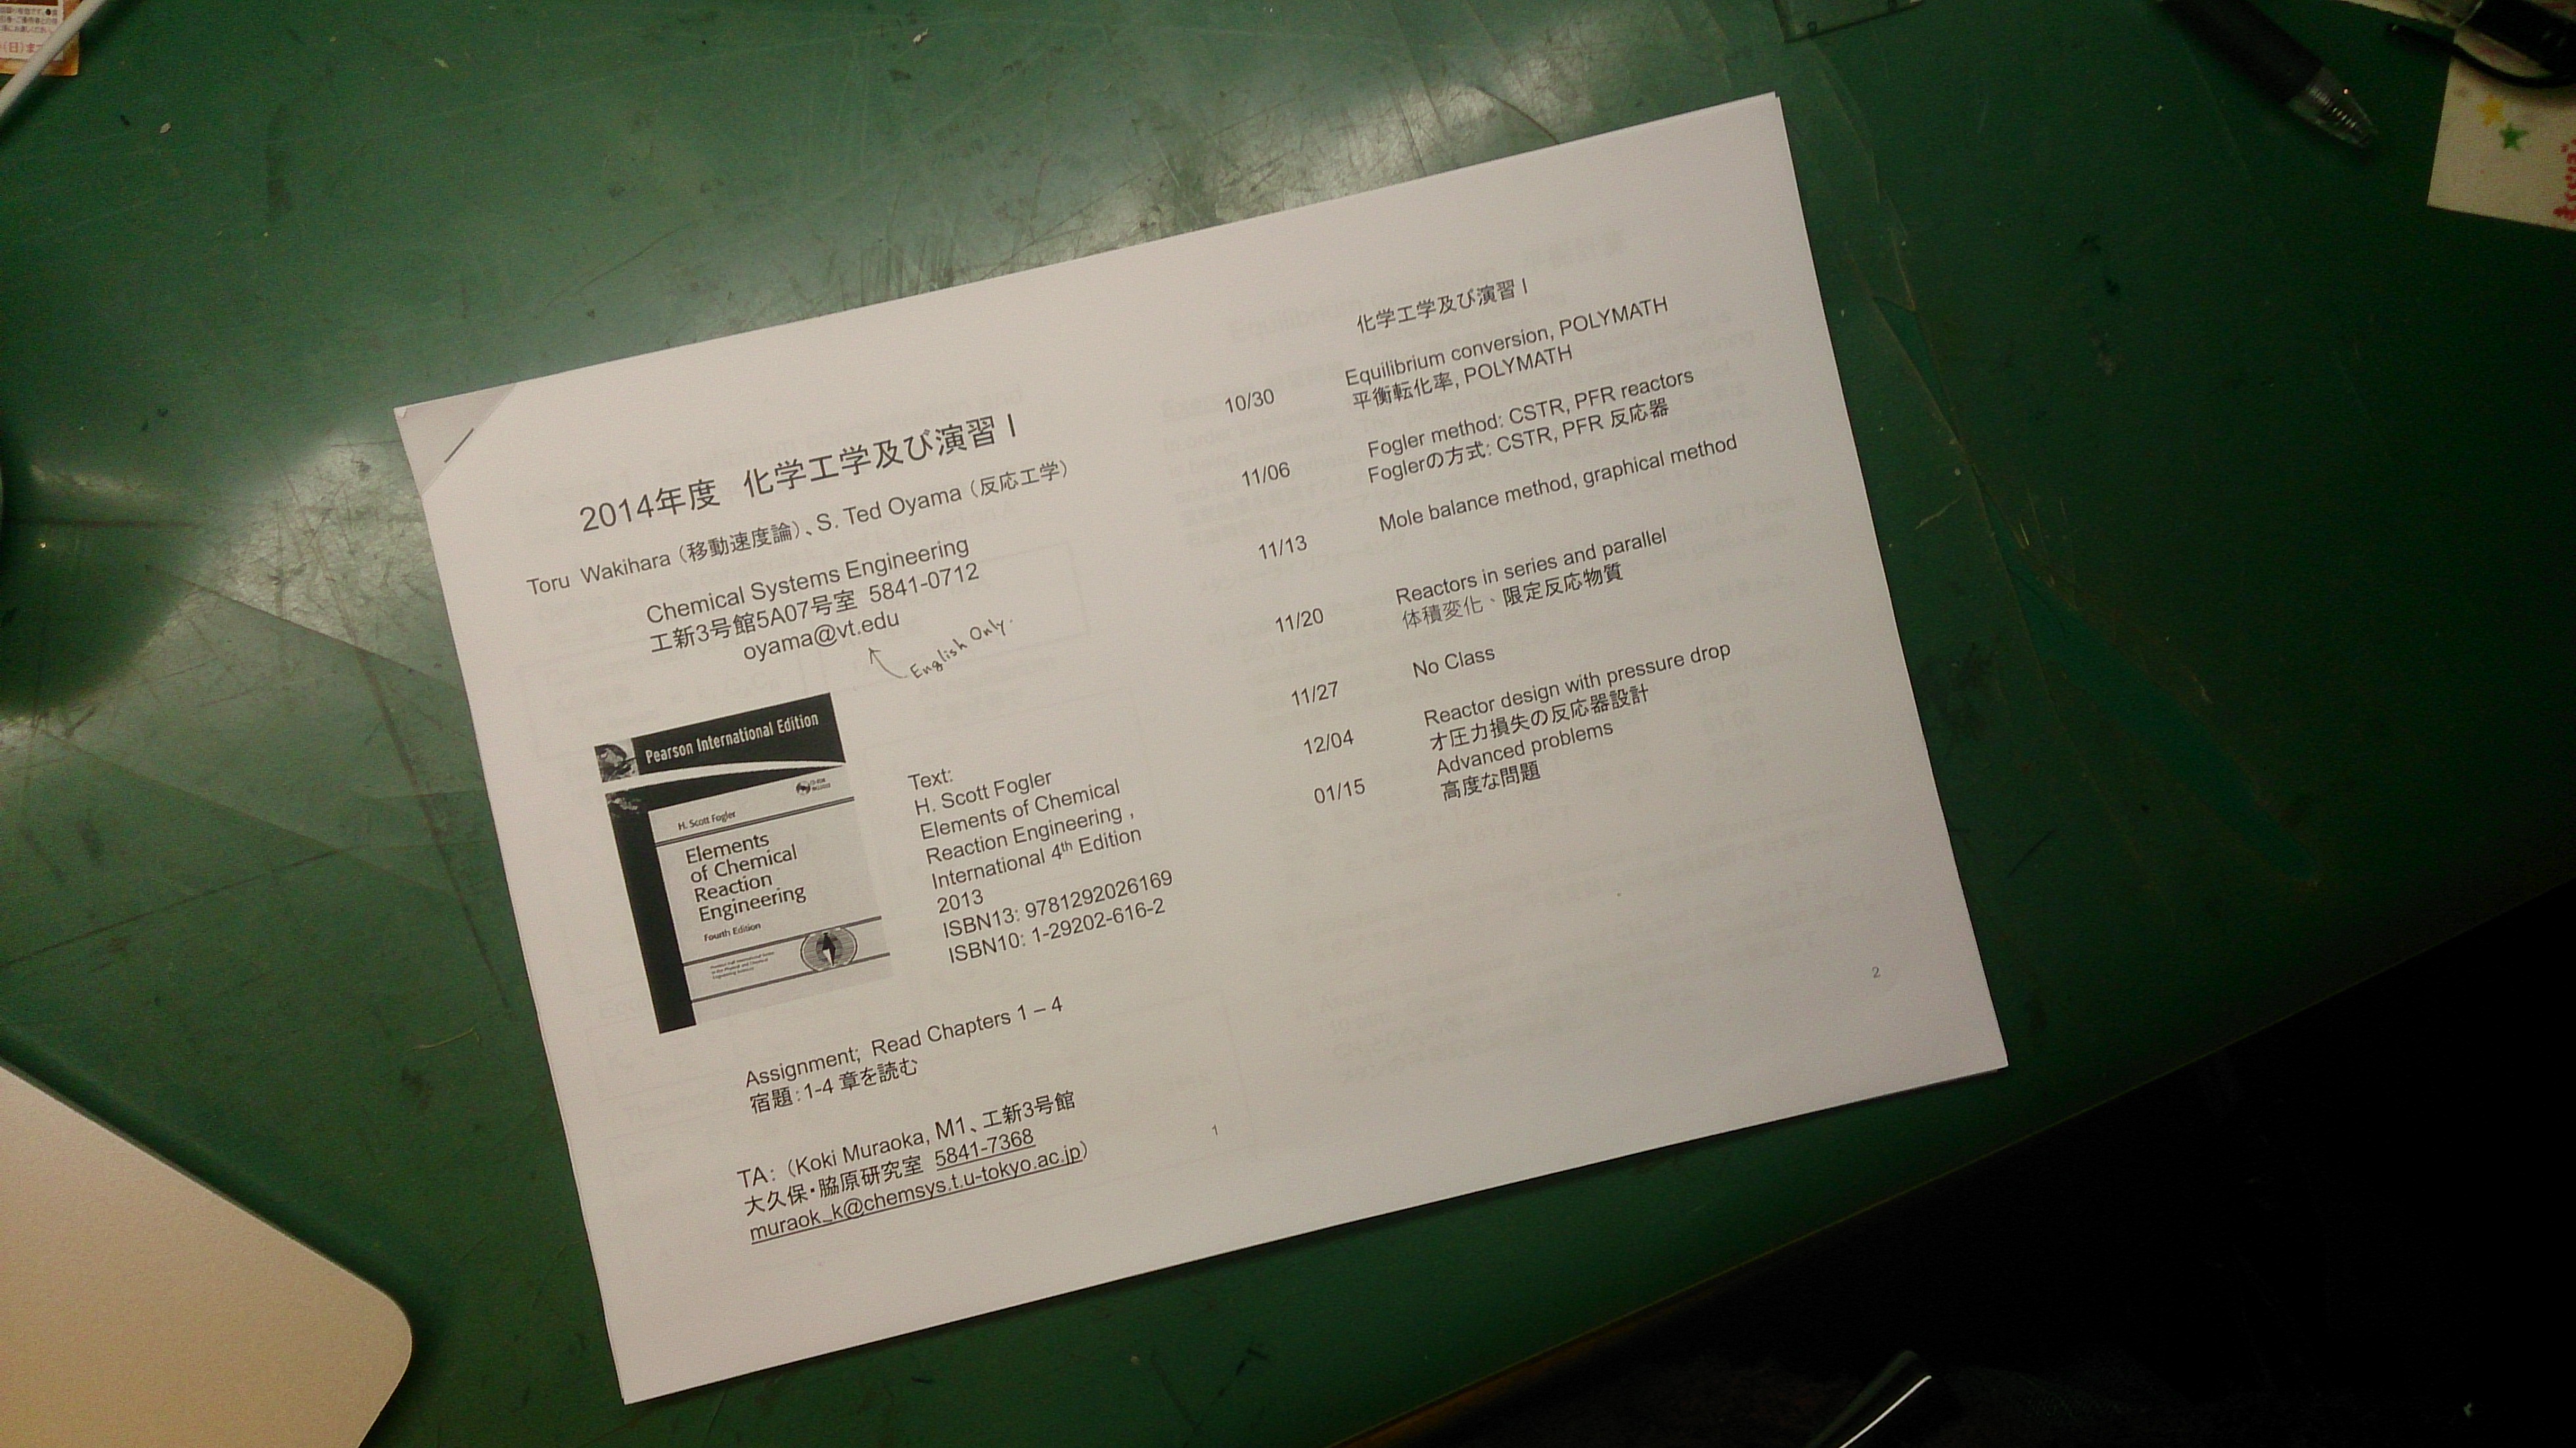 2014年度 化学工学及び演習 I
Toru Wakihara（移動速度論）、S. Ted Oyama（反応工学）
Chemical Systems Engineering
工新3号館5A07号室 5841-0712
oyama@vt.edu
English Only.
Pearson International Edition
H. Scott Fogler
Elements
of Chemical
Reaction
Engineering
Fourth Edition
Text:
H. Scott Fogler
Elements of Chemical
Reaction Engineering ,
International 4th Edition
2013
ISBN13: 9781292026169
ISBN10: 1-29202-616-2
Assignment; Read Chapters 1 – 4
宿題：1-4 章を読む
TA:（Koki Muraoka, M1、工新3号館
大久保・脇原研究室 5841-7368
muraok_k@chemsys.t.u-tokyo.ac.jp）
1
化学工学及び演習 I
10/30 Equilibrium conversion, POLYMATH
平衡転化率, POLYMATH
11/06 Fogler method: CSTR, PFR reactors
Foglerの方式: CSTR, PFR 反応器
11/13 Mole balance method, graphical method
11/20 Reactors in series and parallel
体積変化、限定反応物質
11/27 No Class
12/04 Reactor design with pressure drop
オ圧力損失の反応器設計
01/15 Advanced problems
高度な問題
2